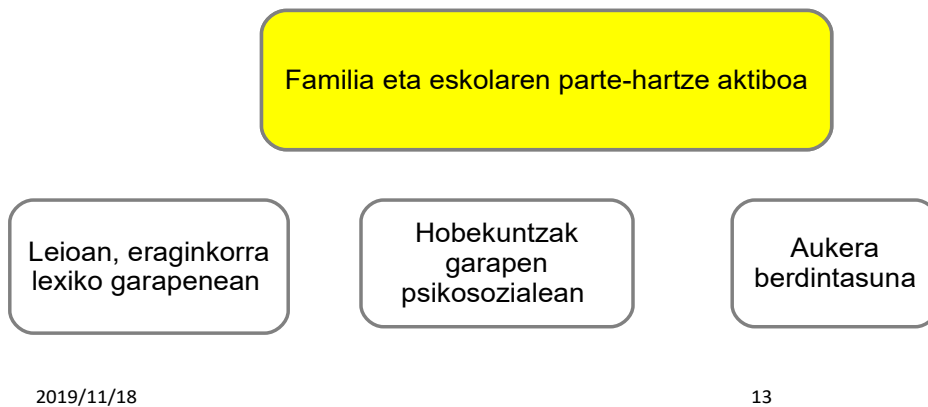 Familia eta eskolaren parte-hartze aktiboa
Leioan, eraginkorra
lexiko garapenean
Hobekuntzak
garapen
psikosozialean
Aukera
berdintasuna
2019/11/18
13